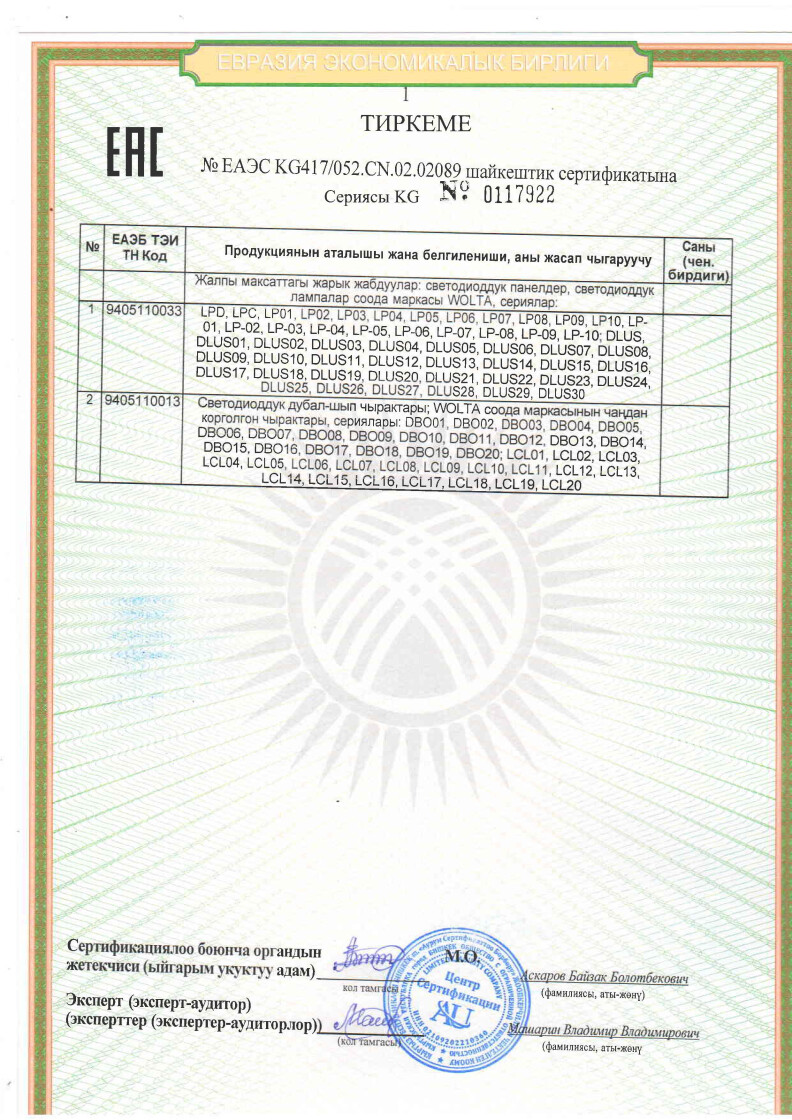 ЕВРАЗИЯ ЭКОНОМИКАЛЫК БИРЛИГИ
1
ТИРКЕМЕ
ЕАС
№ ЕАЭС KG417/052.CN.02.02089 шайкештик сертификатына
Сериясы KG № 0117922
№ ЕАЭБ ТЭИ ТН Код Продукциянын аталышы жана белгилениши, аны жасап чыгаруучу Саны (чен. бирдиги)
Жалпы максаттагы жарык жабдуулар: светодиоддук панелдер, светодиоддук
лампалар соода маркасы WOLTA, сериялар:
1 9405110033 LPD, LPC, LP01, LP02, LP03, LP04, LP05, LP06, LP07, LP08, LP09, LP10, LP-
01, LP-02, LP-03, LP-04, LP-05, LP-06, LP-07, LP-08, LP-09, LP-10; DLUS,
DLUS01, DLUS02, DLUS03, DLUS04, DLUS05, DLUS06, DLUS07, DLUS08,
DLUS09, DLUS10, DLUS11, DLUS12, DLUS13, DLUS14, DLUS15, DLUS16,
DLUS17, DLUS18, DLUS19, DLUS20, DLUS21, DLUS22, DLUS23, DLUS24,
DLUS25, DLUS26, DLUS27, DLUS28, DLUS29, DLUS30
2 9405110013 Светодиоддук дубал-шып чырактары; WOLTA соода маркасынын чаңдан
корголгон чырактары, сериялары: DBO01, DBO02, DBO03, DBO04, DBO05,
DBO06, DBO07, DBO08, DBO09, DBO10, DBO11, DBO12, DBO13, DBO14,
DBO15, DBO16, DBO17, DBO18, DBO19, DBO20; LCL01, LCL02, LCL03,
LCL04, LCL05, LCL06, LCL07, LCL08, LCL09, LCL10, LCL11, LCL12, LCL13,
LCL14, LCL15, LCL16, LCL17, LCL18, LCL19, LCL20
Сертификациялоо боюнча органдын
жетекчиси (ыйгарым укуктуу адам)
кол тамгасы
М.О.
Аскаров Байзак Болотбекович
(фамилиясы, аты-жөнү)
Центр
Сертификации
AU
Эксперт (эксперт-аудитор)
(эксперттер (экспертер-аудиторлор))
(кол тамгасы)
Машарин Владимир Владимирович
(фамилиясы, аты-жөнү